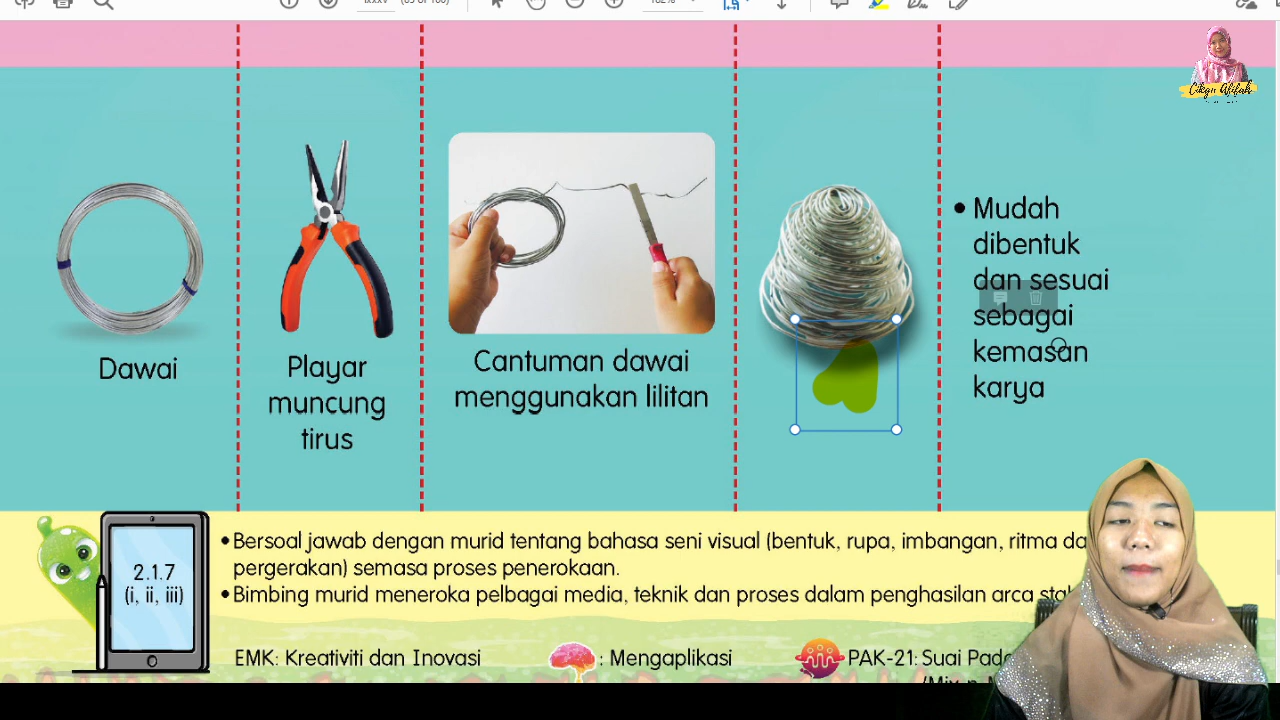 Cikgu Afifah
Dawai
Playar
muncung
tirus
Cantuman dawai
menggunakan lilitan
• Mudah
dibentuk
dan sesuai
sebagai
kemasan
karya
2.1.7
(i, ii, iii)
• Bersoal jawab dengan murid tentang bahasa seni visual (bentuk, rupa, imbangan, ritma da
pergerakan) semasa proses penerokaan.
• Bimbing murid meneroka pelbagai media, teknik dan proses dalam penghasilan arca
EMK: Kreativiti dan Inovasi
: Mengaplikasi
PAK-21: Suai